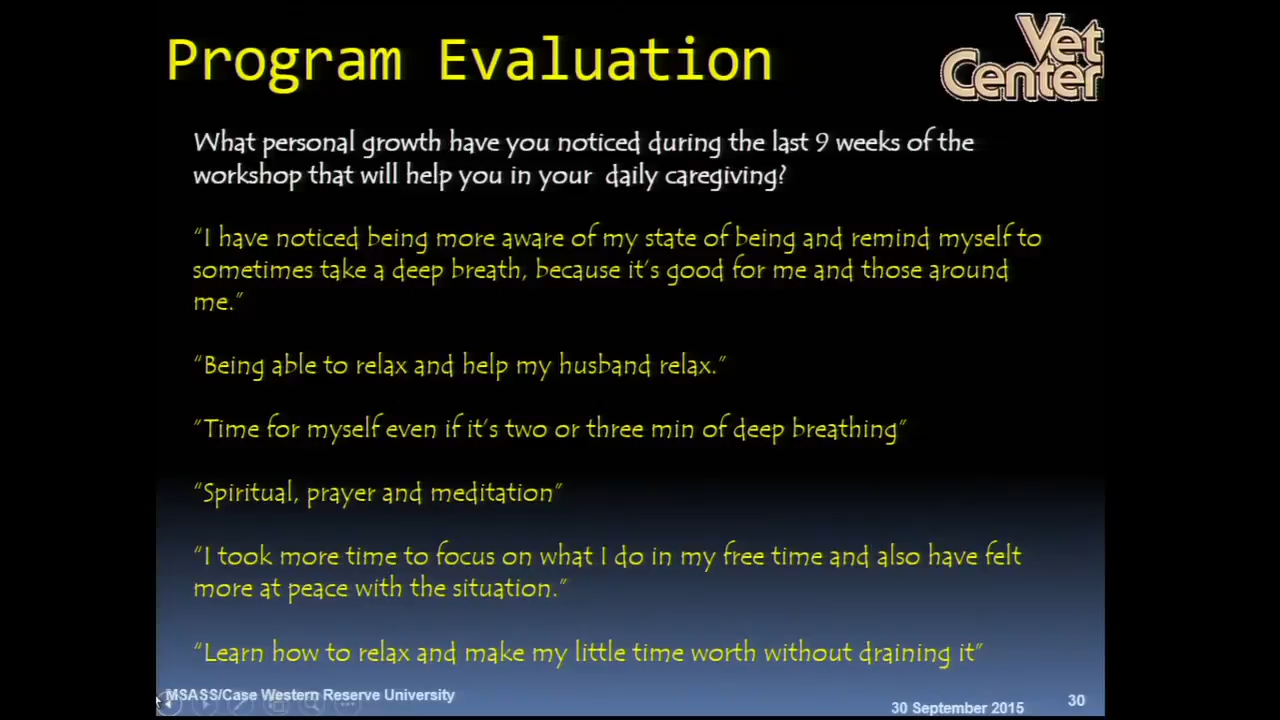 Program Evaluation
Vet
Center
What personal growth have you noticed during the last 9 weeks of the
workshop that will help you in your daily caregiving?
“I have noticed being more aware of my state of being and remind myself to
sometimes take a deep breath, because it’s good for me and those around
me.”
“Being able to relax and help my husband relax.”
“Time for myself even if it’s two or three min of deep breathing”
“Spiritual, prayer and meditation”
“I took more time to focus on what I do in my free time and also have felt
more at peace with the situation.”
“Learn how to relax and make my little time worth without draining it”
MSASS/Case Western Reserve University
30 September 2015
30